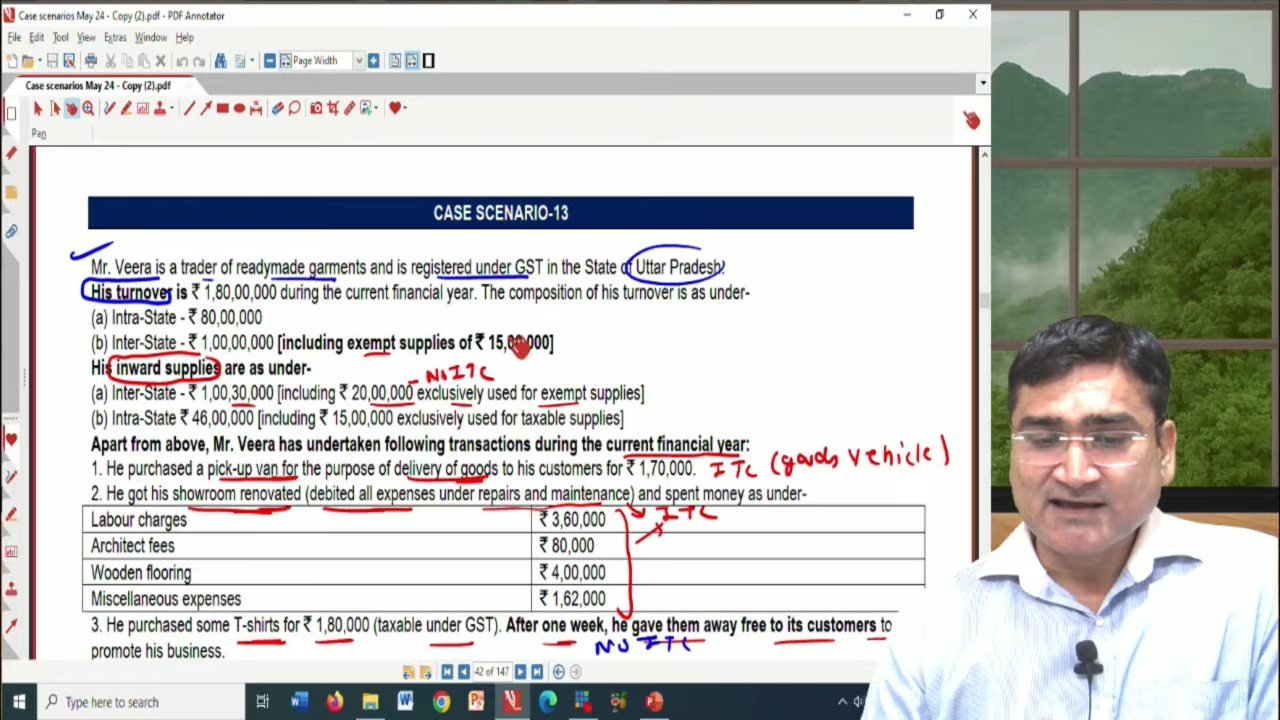 Case scenarios May 24 - Copy (2).pdf - PDF Annotator
File Edit Tool View Extras Window Help
Page Width
Case scenarios May 24 - Copy (2).pdf
Pan
CASE SCENARIO-13
Mr. Veera is a trader of readymade garments and is registered under GST in the State of Uttar Pradesh.
His turnover is ₹ 1,80,00,000 during the current financial year. The composition of his turnover is as under-
(a) Intra-State - ₹ 80,00,000
(b) Inter-State - ₹ 1,00,00,000 [including exempt supplies of ₹ 15,00,000]
His inward supplies are as under-
- No ITC
(a) Inter-State - ₹ 1,00,30,000 [including ₹ 20,00,000 exclusively used for exempt supplies]
(b) Intra-State ₹ 46,00,000 [including ₹ 15,00,000 exclusively used for taxable supplies]
Apart from above, Mr. Veera has undertaken following transactions during the current financial year:
1. He purchased a pick-up van for the purpose of delivery of goods to his customers for ₹ 1,70,000. ITC (goods vehicle)
2. He got his showroom renovated (debited all expenses under repairs and maintenance) and spent money as under-
Labour charges ₹ 3,60,000 ITC
Architect fees ₹ 80,000
Wooden flooring ₹ 4,00,000
Miscellaneous expenses ₹ 1,62,000
3. He purchased some T-shirts for ₹ 1,80,000 (taxable under GST). After one week, he gave them away free to its customers to
promote his business. No ITC
42 of 147
Type here to search